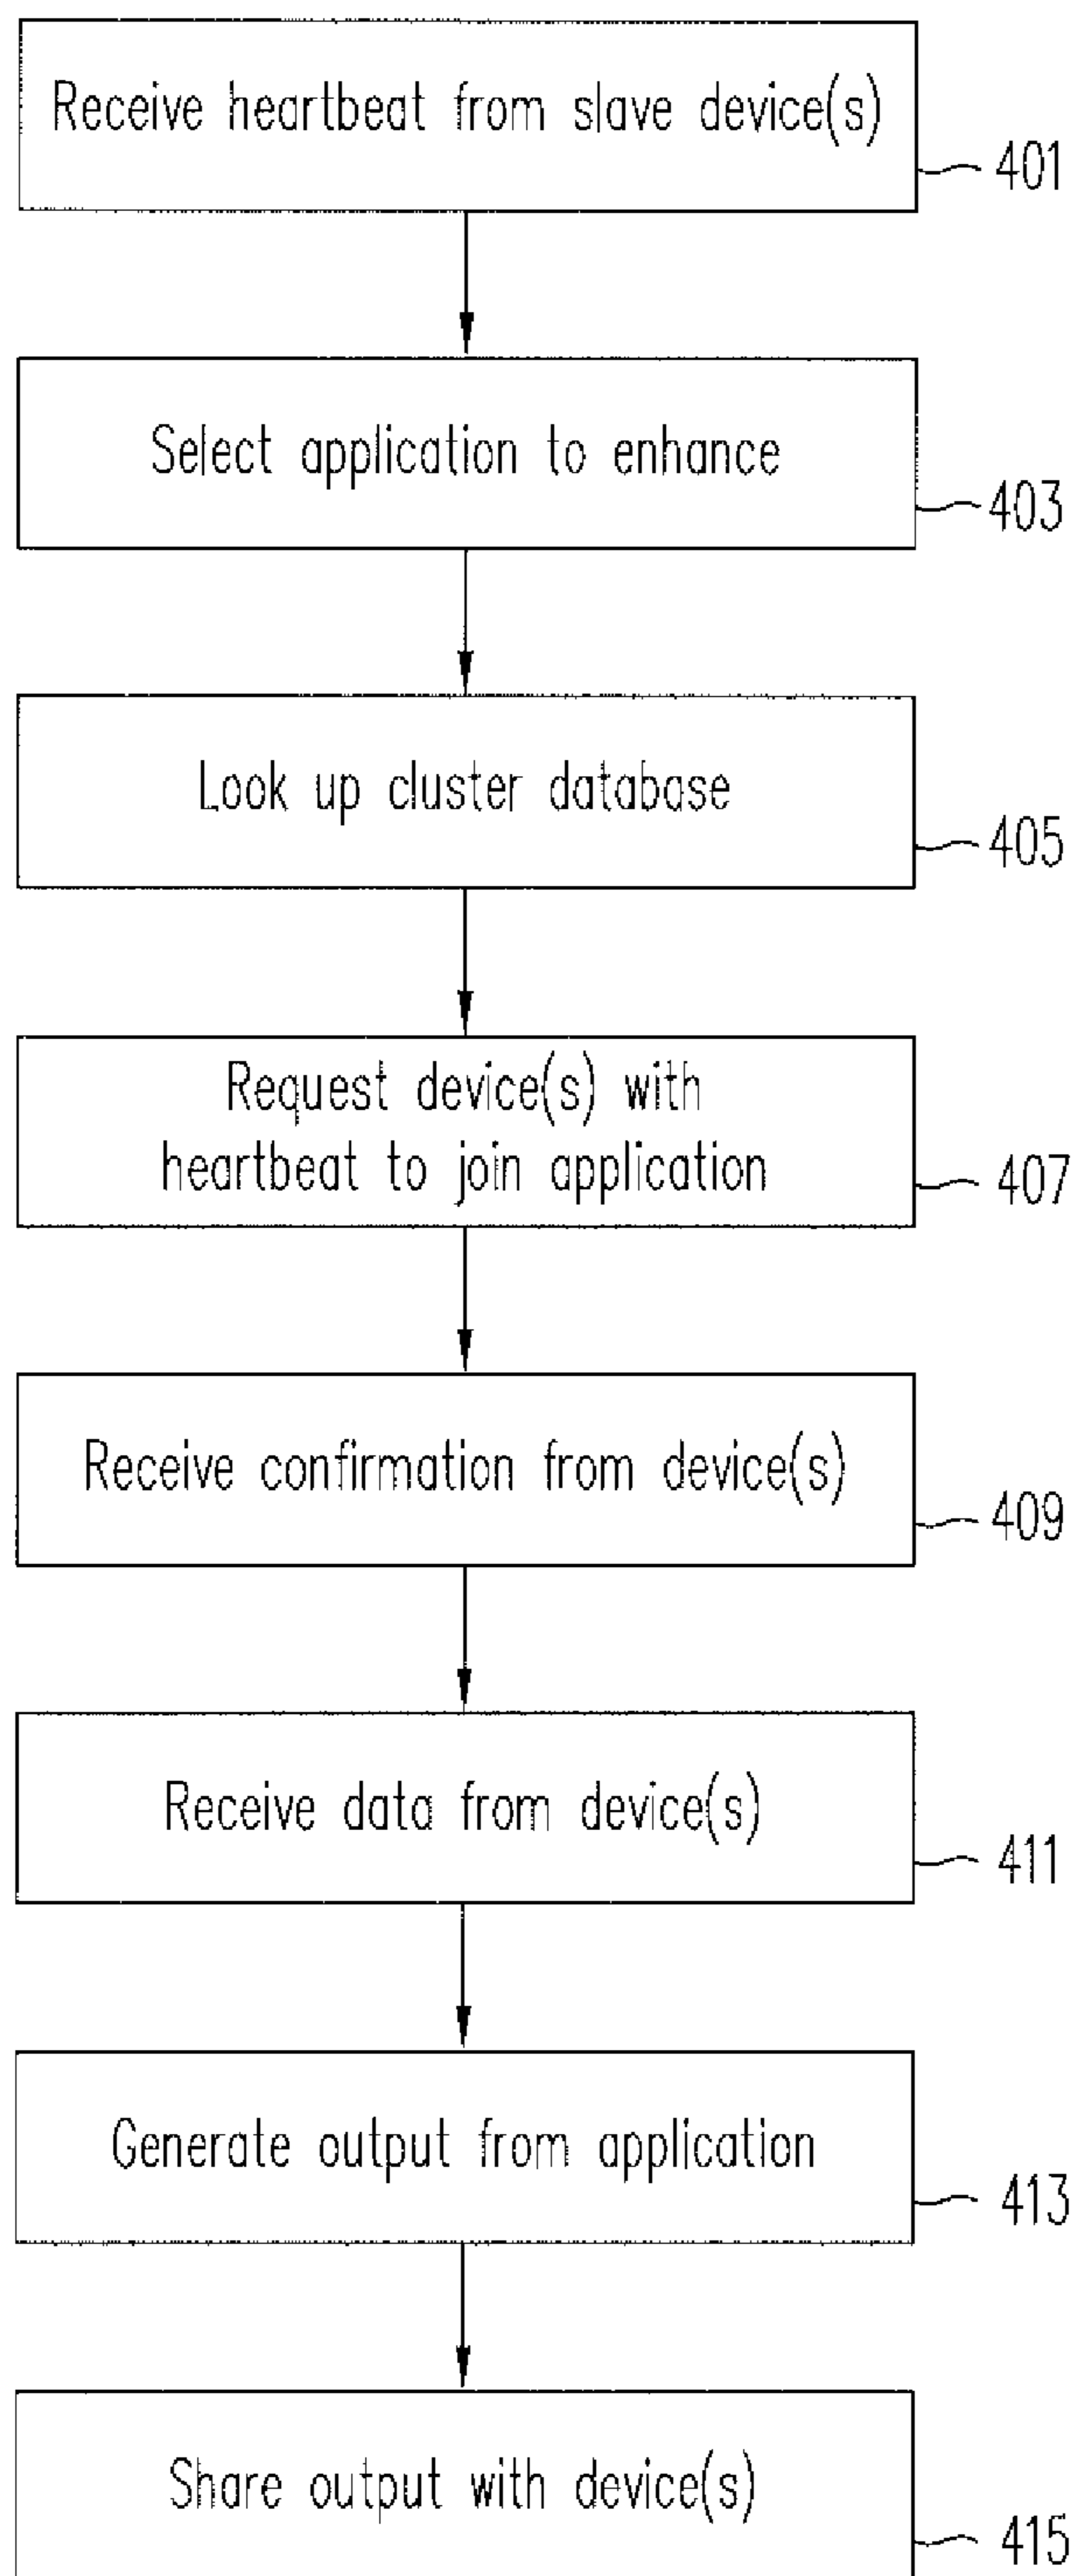 Receive heartbeat from slave device(s)
401
Select application to enhance
403
Look up cluster database
405
Request device(s) with
heartbeat to join application
407
Receive confirmation from device(s)
409
Receive data from device(s)
411
Generate output from application
413
Share output with device(s)
415